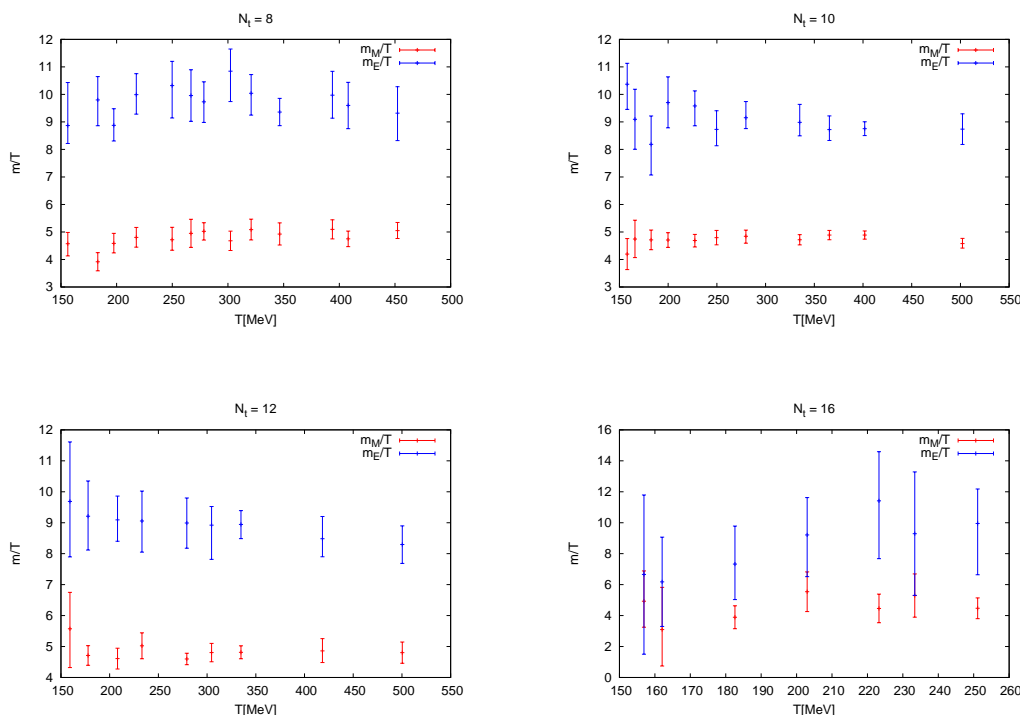 N_t = 8
m_M/T
m_E/T
12
11
10
9
8
7
6
5
4
3
m/T
150 200 250 300 350 400 450 500
T[MeV]
N_t = 10
m_M/T
m_E/T
12
11
10
9
8
7
6
5
4
3
m/T
150 200 250 300 350 400 450 500 550
T[MeV]
N_t = 12
m_M/T
m_E/T
12
11
10
9
8
7
6
5
4
m/T
150 200 250 300 350 400 450 500 550
T[MeV]
N_t = 16
m_M/T
m_E/T
16
14
12
10
8
6
4
2
0
m/T
150 160 170 180 190 200 210 220 230 240 250 260
T[MeV]